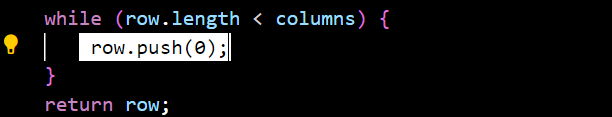 while (row.length < columns) {
row.push(0);
}
return row;